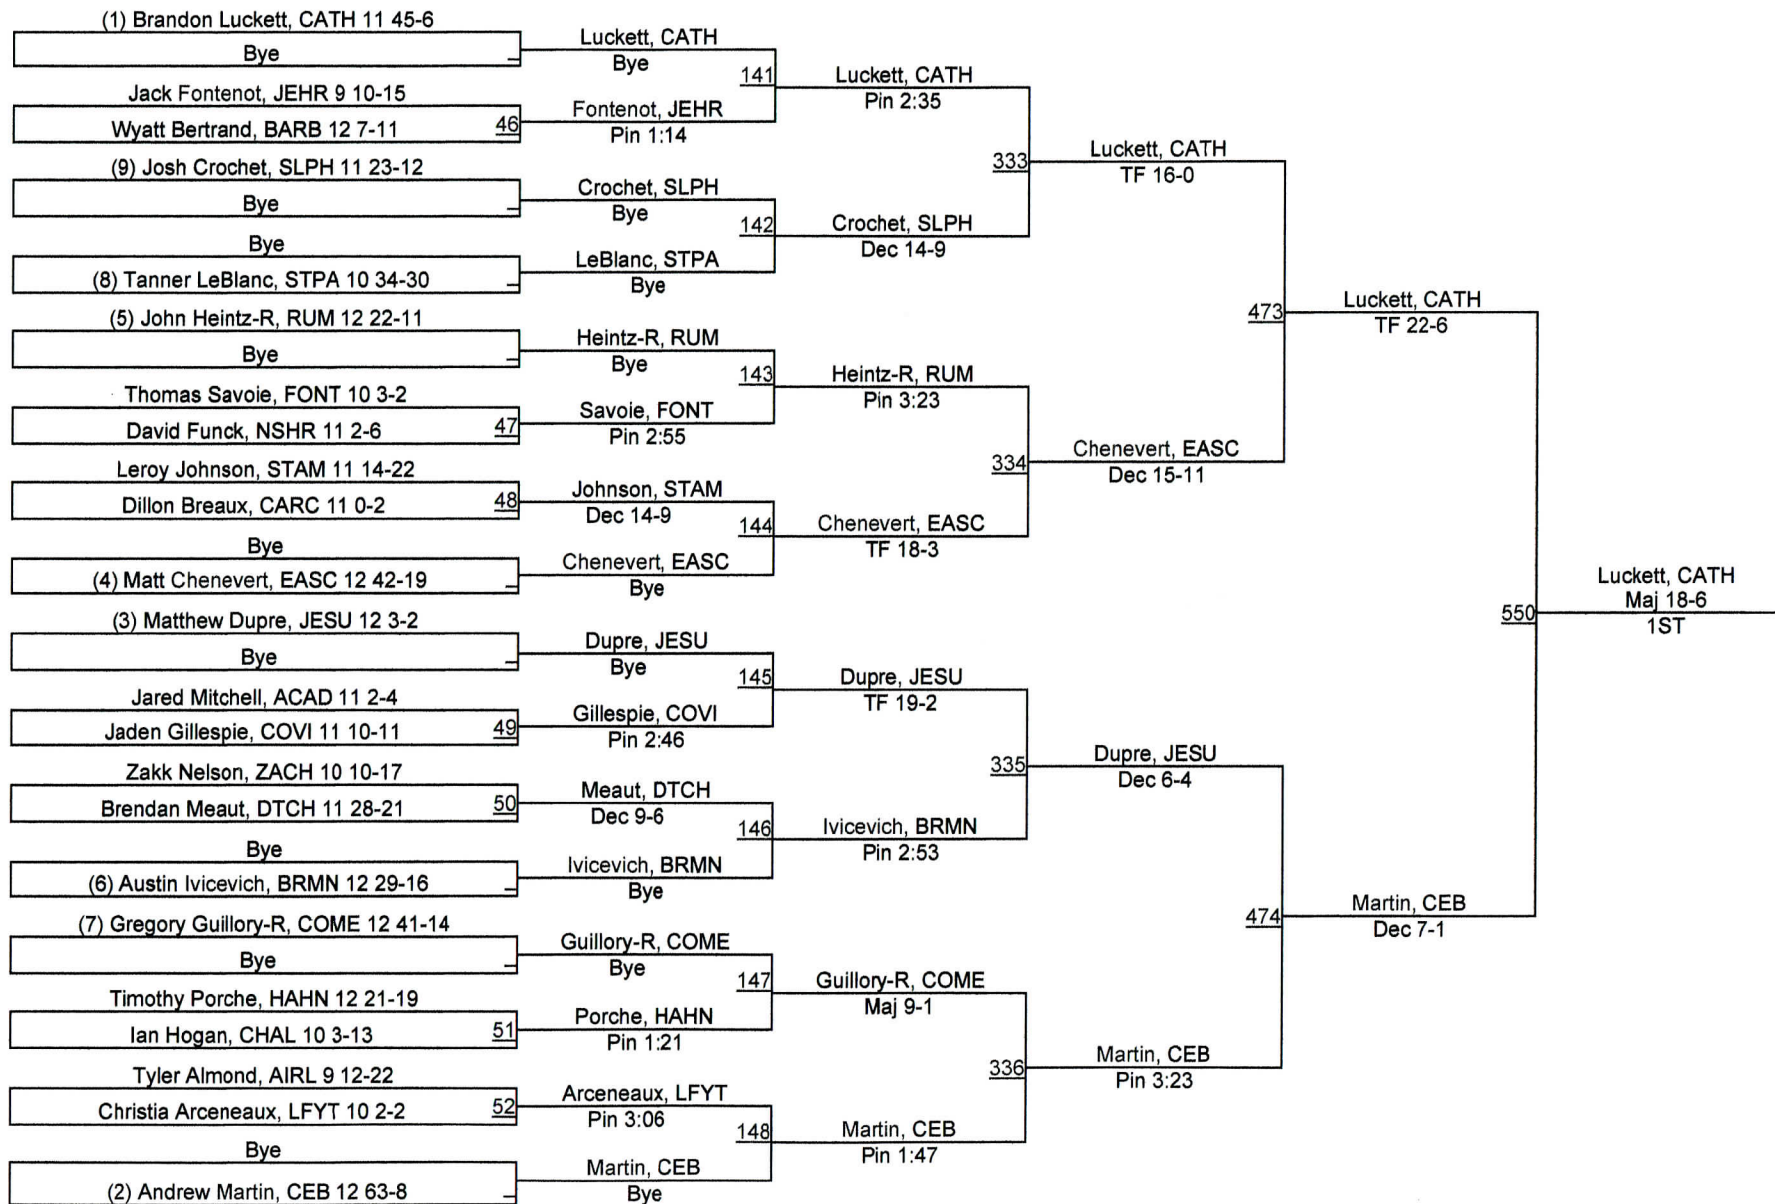 (1) Brandon Luckett, CATH 11 45-6
Bye
Jack Fontenot, JEHR 9 10-15
Wyatt Bertrand, BARB 12 7-11
46
(9) Josh Crochet, SLPH 11 23-12
Bye
Bye
(8) Tanner LeBlanc, STPA 10 34-30
(5) John Heintz-R, RUM 12 22-11
Bye
Thomas Savoie, FONT 10 3-2
David Funck, NSHR 11 2-6
47
Leroy Johnson, STAM 11 14-22
Dillon Breaux, CARC 11 0-2
48
Bye
(4) Matt Chenevert, EASC 12 42-19
(3) Matthew Dupre, JESU 12 3-2
Bye
Jared Mitchell, ACAD 11 2-4
Jaden Gillespie, COVI 11 10-11
49
Zakk Nelson, ZACH 10 10-17
Brendan Meaut, DTCH 11 28-21
50
Bye
(6) Austin Ivicevich, BRMN 12 29-16
(7) Gregory Guillory-R, COME 12 41-14
Bye
Timothy Porche, HAHN 12 21-19
Ian Hogan, CHAL 10 3-13
51
Tyler Almond, AIRL 9 12-22
Christia Arceneaux, LFYT 10 2-2
52
Bye
(2) Andrew Martin, CEB 12 63-8
Luckett, CATH
Bye
141
Fontenot, JEHR
Pin 1:14
Crochet, SLPH
Bye
142
LeBlanc, STPA
Bye
Heintz-R, RUM
Bye
143
Savoie, FONT
Pin 2:55
Johnson, STAM
Dec 14-9
144
Chenevert, EASC
Bye
Dupre, JESU
Bye
145
Gillespie, COVI
Pin 2:46
Meaut, DTCH
Dec 9-6
146
Ivicevich, BRMN
Bye
Guillory-R, COME
Bye
147
Porche, HAHN
Pin 1:21
Arceneaux, LFYT
Pin 3:06
148
Martin, CEB
Bye
Luckett, CATH
Pin 2:35
333
Crochet, SLPH
Dec 14-9
Heintz-R, RUM
Pin 3:23
334
Chenevert, EASC
TF 18-3
Dupre, JESU
TF 19-2
335
Ivicevich, BRMN
Pin 2:53
Guillory-R, COME
Maj 9-1
336
Martin, CEB
Pin 1:47
Luckett, CATH
TF 16-0
473
Chenevert, EASC
Dec 15-11
Dupre, JESU
Dec 6-4
474
Martin, CEB
Pin 3:23
Luckett, CATH
TF 22-6
550
Martin, CEB
Dec 7-1
Luckett, CATH
Maj 18-6
1ST